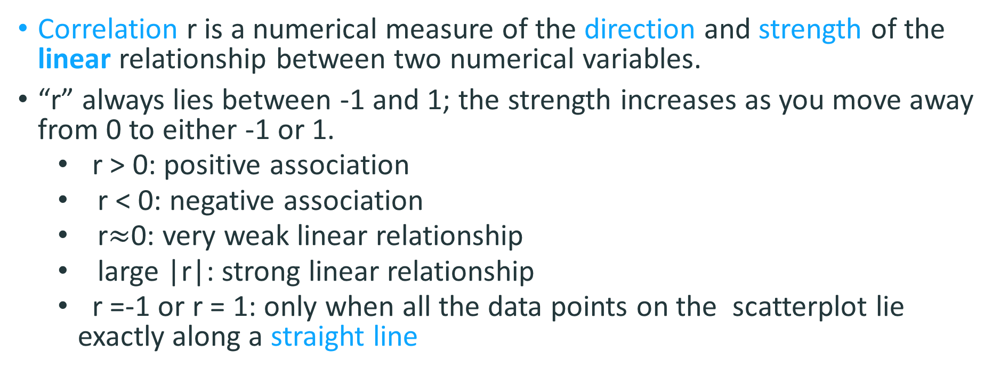 • Correlation r is a numerical measure of the direction and strength of the
linear relationship between two numerical variables.
• “r” always lies between -1 and 1; the strength increases as you move away
from 0 to either -1 or 1.
• r > 0: positive association
• r < 0: negative association
• r≈0: very weak linear relationship
• large |r|: strong linear relationship
• r =-1 or r = 1: only when all the data points on the  scatterplot lie
exactly along a straight line